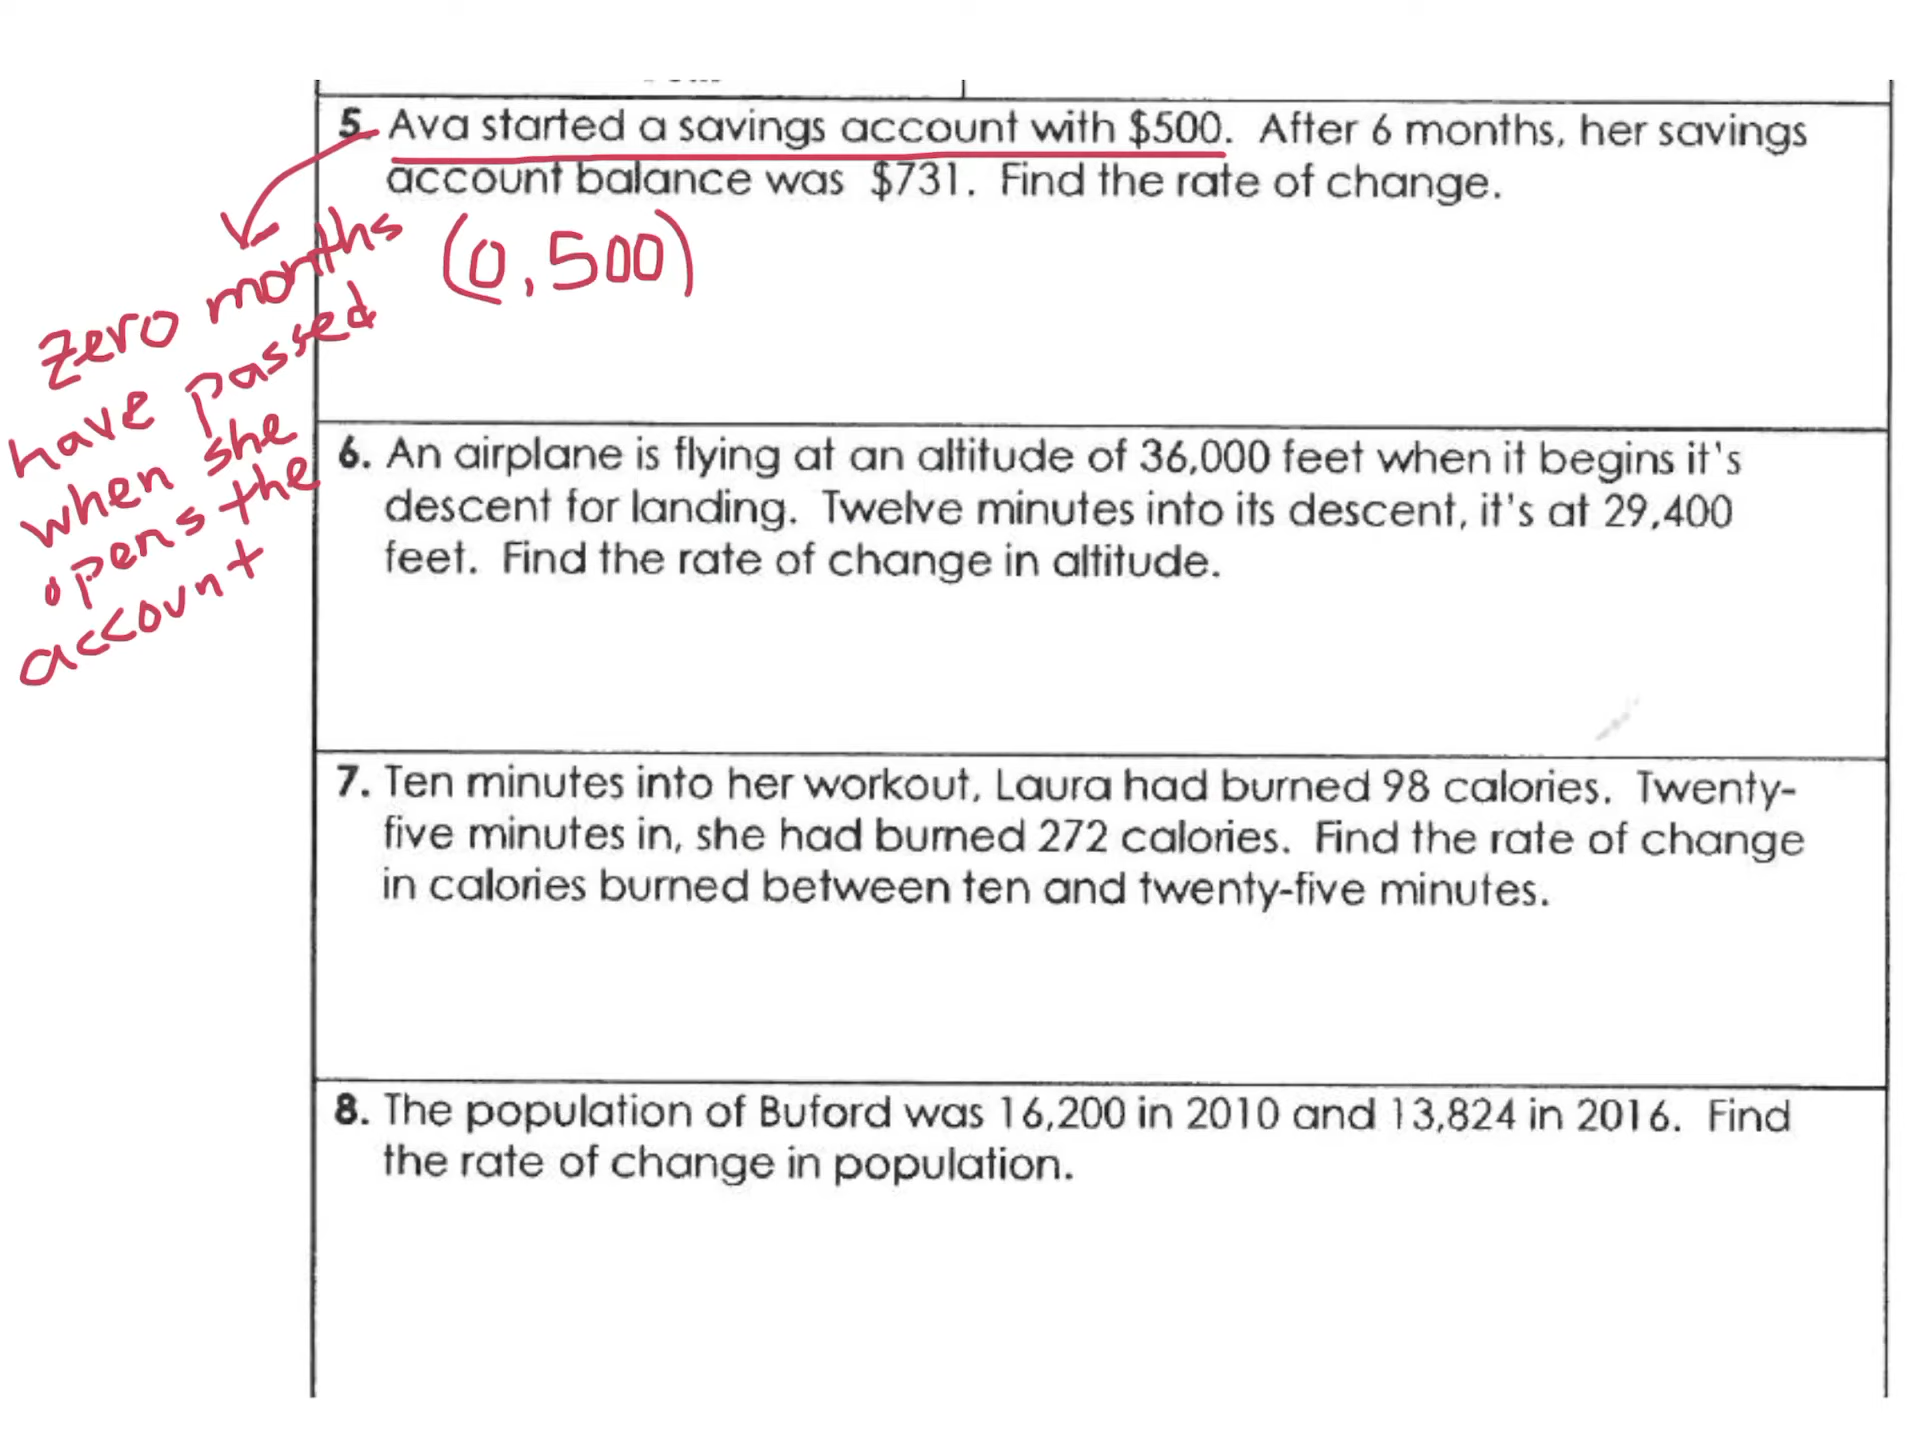 5. Ava started a savings account with $500. After 6 months, her savings
account balance was $731. Find the rate of change.
(0,500)
zero months
have passed
when she
opens the
account
6. An airplane is flying at an altitude of 36,000 feet when it begins it's
descent for landing. Twelve minutes into its descent, it's at 29,400
feet. Find the rate of change in altitude.
7. Ten minutes into her workout, Laura had burned 98 calories. Twenty-
five minutes in, she had burned 272 calories. Find the rate of change
in calories burned between ten and twenty-five minutes.
8. The population of Buford was 16,200 in 2010 and 13,824 in 2016. Find
the rate of change in population.